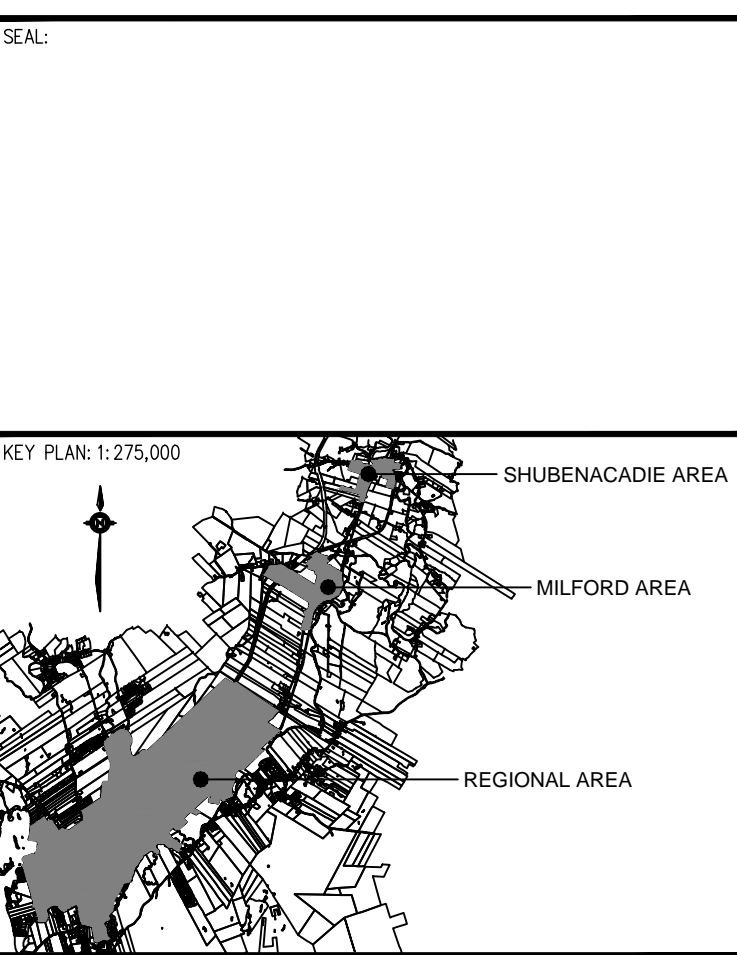 SEAL:
KEY PLAN: 1:275,000
N
SHUBENACADIE AREA
MILFORD AREA
REGIONAL AREA